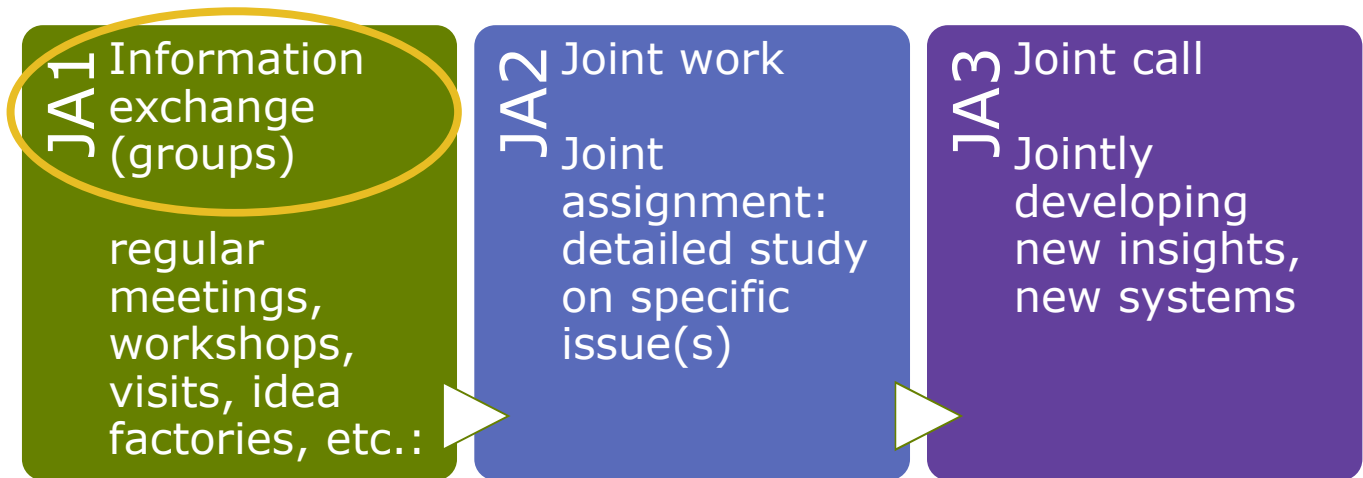 JA1
Information
exchange
(groups)
regular
meetings,
workshops,
visits, idea
factories, etc.:
JA2
Joint work
Joint
assignment:
detailed study
on specific
issue(s)
JA3
Joint call
Jointly
developing
new insights,
new systems